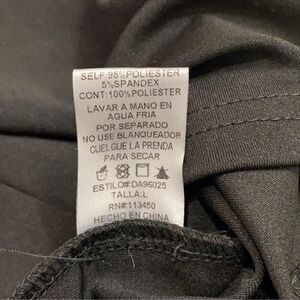 SELF:95%POLIESTER
5%SPANDEX
CONT:100%POLIESTER
LAVAR A MANO EN
AGUA FRIA
POR SEPARADO
NO USE BLANQUEADOR
CUELGUE LA PRENDA
PARA SECAR
ESTILO#:DA96025
TALLA:L
RN#:113450
HECHO EN CHINA